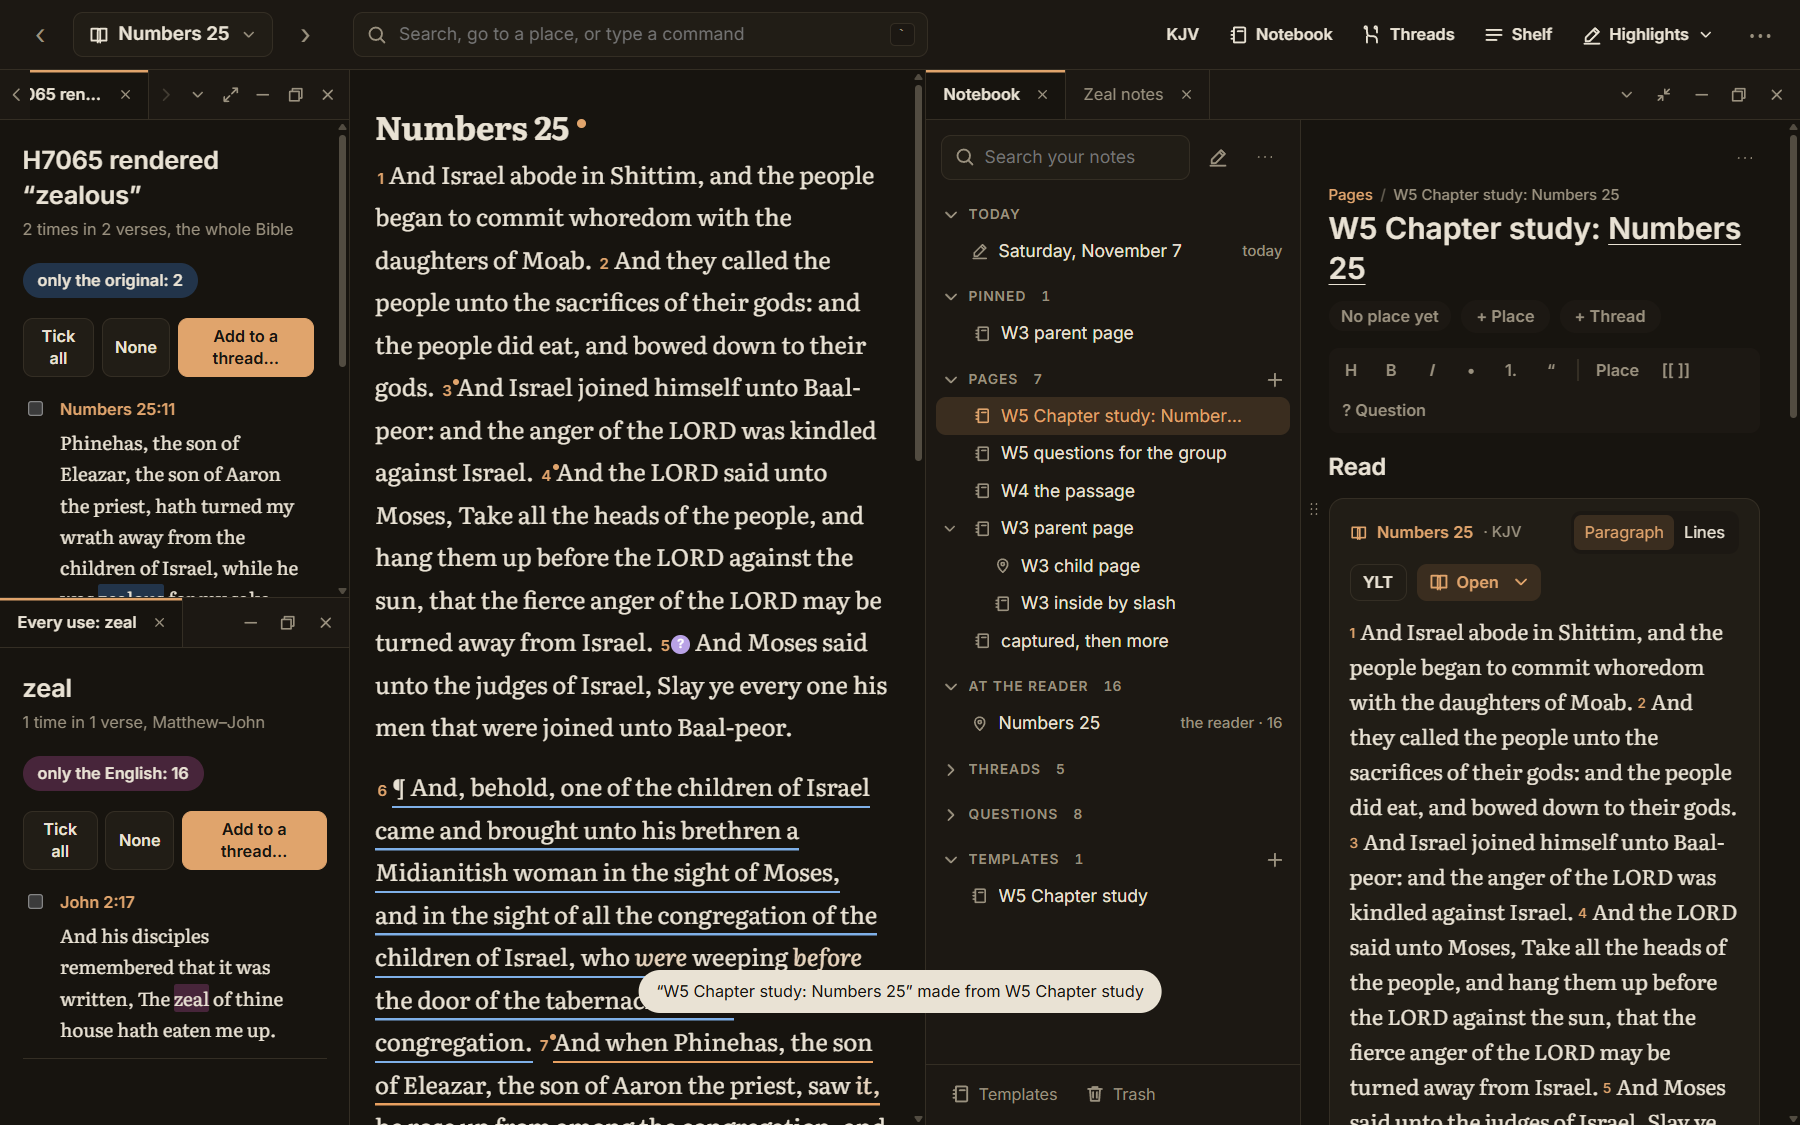 Numbers 25
Search, go to a place, or type a command
`
KJV
Notebook
Threads
Shelf
Highlights
065 ren...
H7065 rendered
“zealous”
2 times in 2 verses, the whole Bible
only the original: 2
Tick
all
None
Add to a
thread...
Numbers 25:11
Phinehas, the son of
Eleazar, the son of Aaron
the priest, hath turned my
wrath away from the
children of Israel, while he
Every use: zeal
zeal
1 time in 1 verse, Matthew–John
only the English: 16
Tick
all
None
Add to a
thread...
John 2:17
And his disciples
remembered that it was
written, The zeal of thine
house hath eaten me up.
Numbers 25
1 And Israel abode in Shittim, and the people
began to commit whoredom with the
daughters of Moab. 2 And they called the
people unto the sacrifices of their gods: and
the people did eat, and bowed down to their
gods. 3 And Israel joined himself unto Baal-
peor: and the anger of the LORD was kindled
against Israel. 4 And the LORD said unto
Moses, Take all the heads of the people, and
hang them up before the LORD against the
sun, that the fierce anger of the LORD may be
turned away from Israel. 5 ? And Moses said
unto the judges of Israel, Slay ye every one his
men that were joined unto Baal-peor.
6 ¶ And, behold, one of the children of Israel
came and brought unto his brethren a
Midianitish woman in the sight of Moses,
and in the sight of all the congregation of the
children of Israel, who were weeping before
the door of the tabernac
congregation. 7 And when Phinehas, the son
of Eleazar, the son of Aaron the priest, saw it,
he rose up from among the congregation, and
“W5 Chapter study: Numbers 25” made from W5 Chapter study
Notebook
Zeal notes
Search your notes
TODAY
Saturday, November 7 today
PINNED 1
W3 parent page
PAGES 7
W5 Chapter study: Number...
W5 questions for the group
W4 the passage
W3 parent page
W3 child page
W3 inside by slash
captured, then more
AT THE READER 16
Numbers 25 the reader · 16
THREADS 5
QUESTIONS 8
TEMPLATES 1
W5 Chapter study
Templates
Trash
Pages / W5 Chapter study: Numbers 25
W5 Chapter study: Numbers
25
No place yet
+ Place
+ Thread
H B I • 1. “ Place [[ ]]
? Question
Read
Numbers 25 · KJV
Paragraph
Lines
YLT
Open
1 And Israel abode in Shittim, and the
people began to commit whoredom
with the daughters of Moab. 2 And
they called the people unto the
sacrifices of their gods: and the people
did eat, and bowed down to their gods.
3 And Israel joined himself unto Baal-
peor: and the anger of the LORD was
kindled against Israel. 4 And the LORD
said unto Moses, Take all the heads of
the people, and hang them up before
the LORD against the sun, that the
fierce anger of the LORD may be
turned away from Israel. 5 And Moses
said unto the judges of Israel, Slay ye